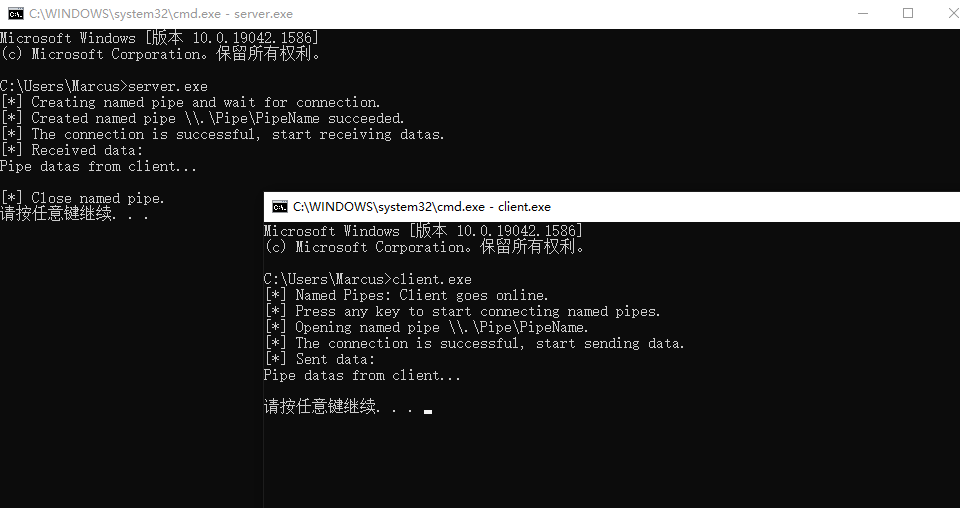 C:\WINDOWS\system32\cmd.exe - server.exe
Microsoft Windows [版本 10.0.19042.1586]
(c) Microsoft Corporation。保留所有权利。
C:\Users\Marcus>server.exe
[*] Creating named pipe and wait for connection.
[*] Created named pipe \\.\Pipe\PipeName succeeded.
[*] The connection is successful, start receiving datas.
[*] Received data:
Pipe datas from client...
[*] Close named pipe.
请按任意键继续. . .
C:\WINDOWS\system32\cmd.exe - client.exe
Microsoft Windows [版本 10.0.19042.1586]
(c) Microsoft Corporation。保留所有权利。
C:\Users\Marcus>client.exe
[*] Named Pipes: Client goes online.
[*] Press any key to start connecting named pipes.
[*] Opening named pipe \\.\Pipe\PipeName.
[*] The connection is successful, start sending data.
[*] Sent data:
Pipe datas from client...
请按任意键继续. . .